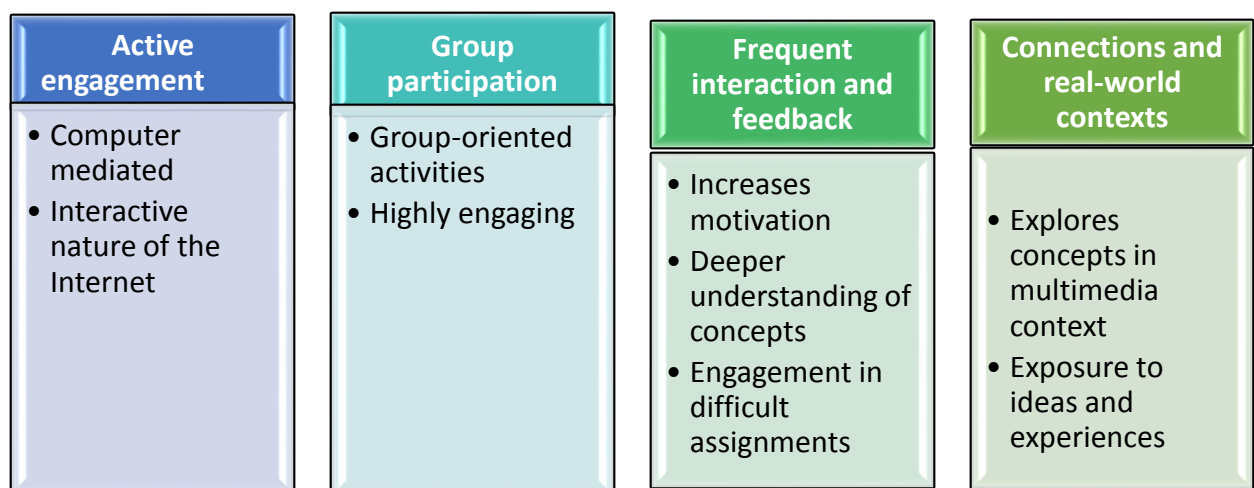 Active
engagement
• Computer
mediated
• Interactive
nature of the
Internet
Group
participation
• Group-oriented
activities
• Highly engaging
Frequent
interaction and
feedback
• Increases
motivation
• Deeper
understanding of
concepts
• Engagement in
difficult
assignments
Connections and
real-world
contexts
• Explores
concepts in
multimedia
context
• Exposure to
ideas and
experiences